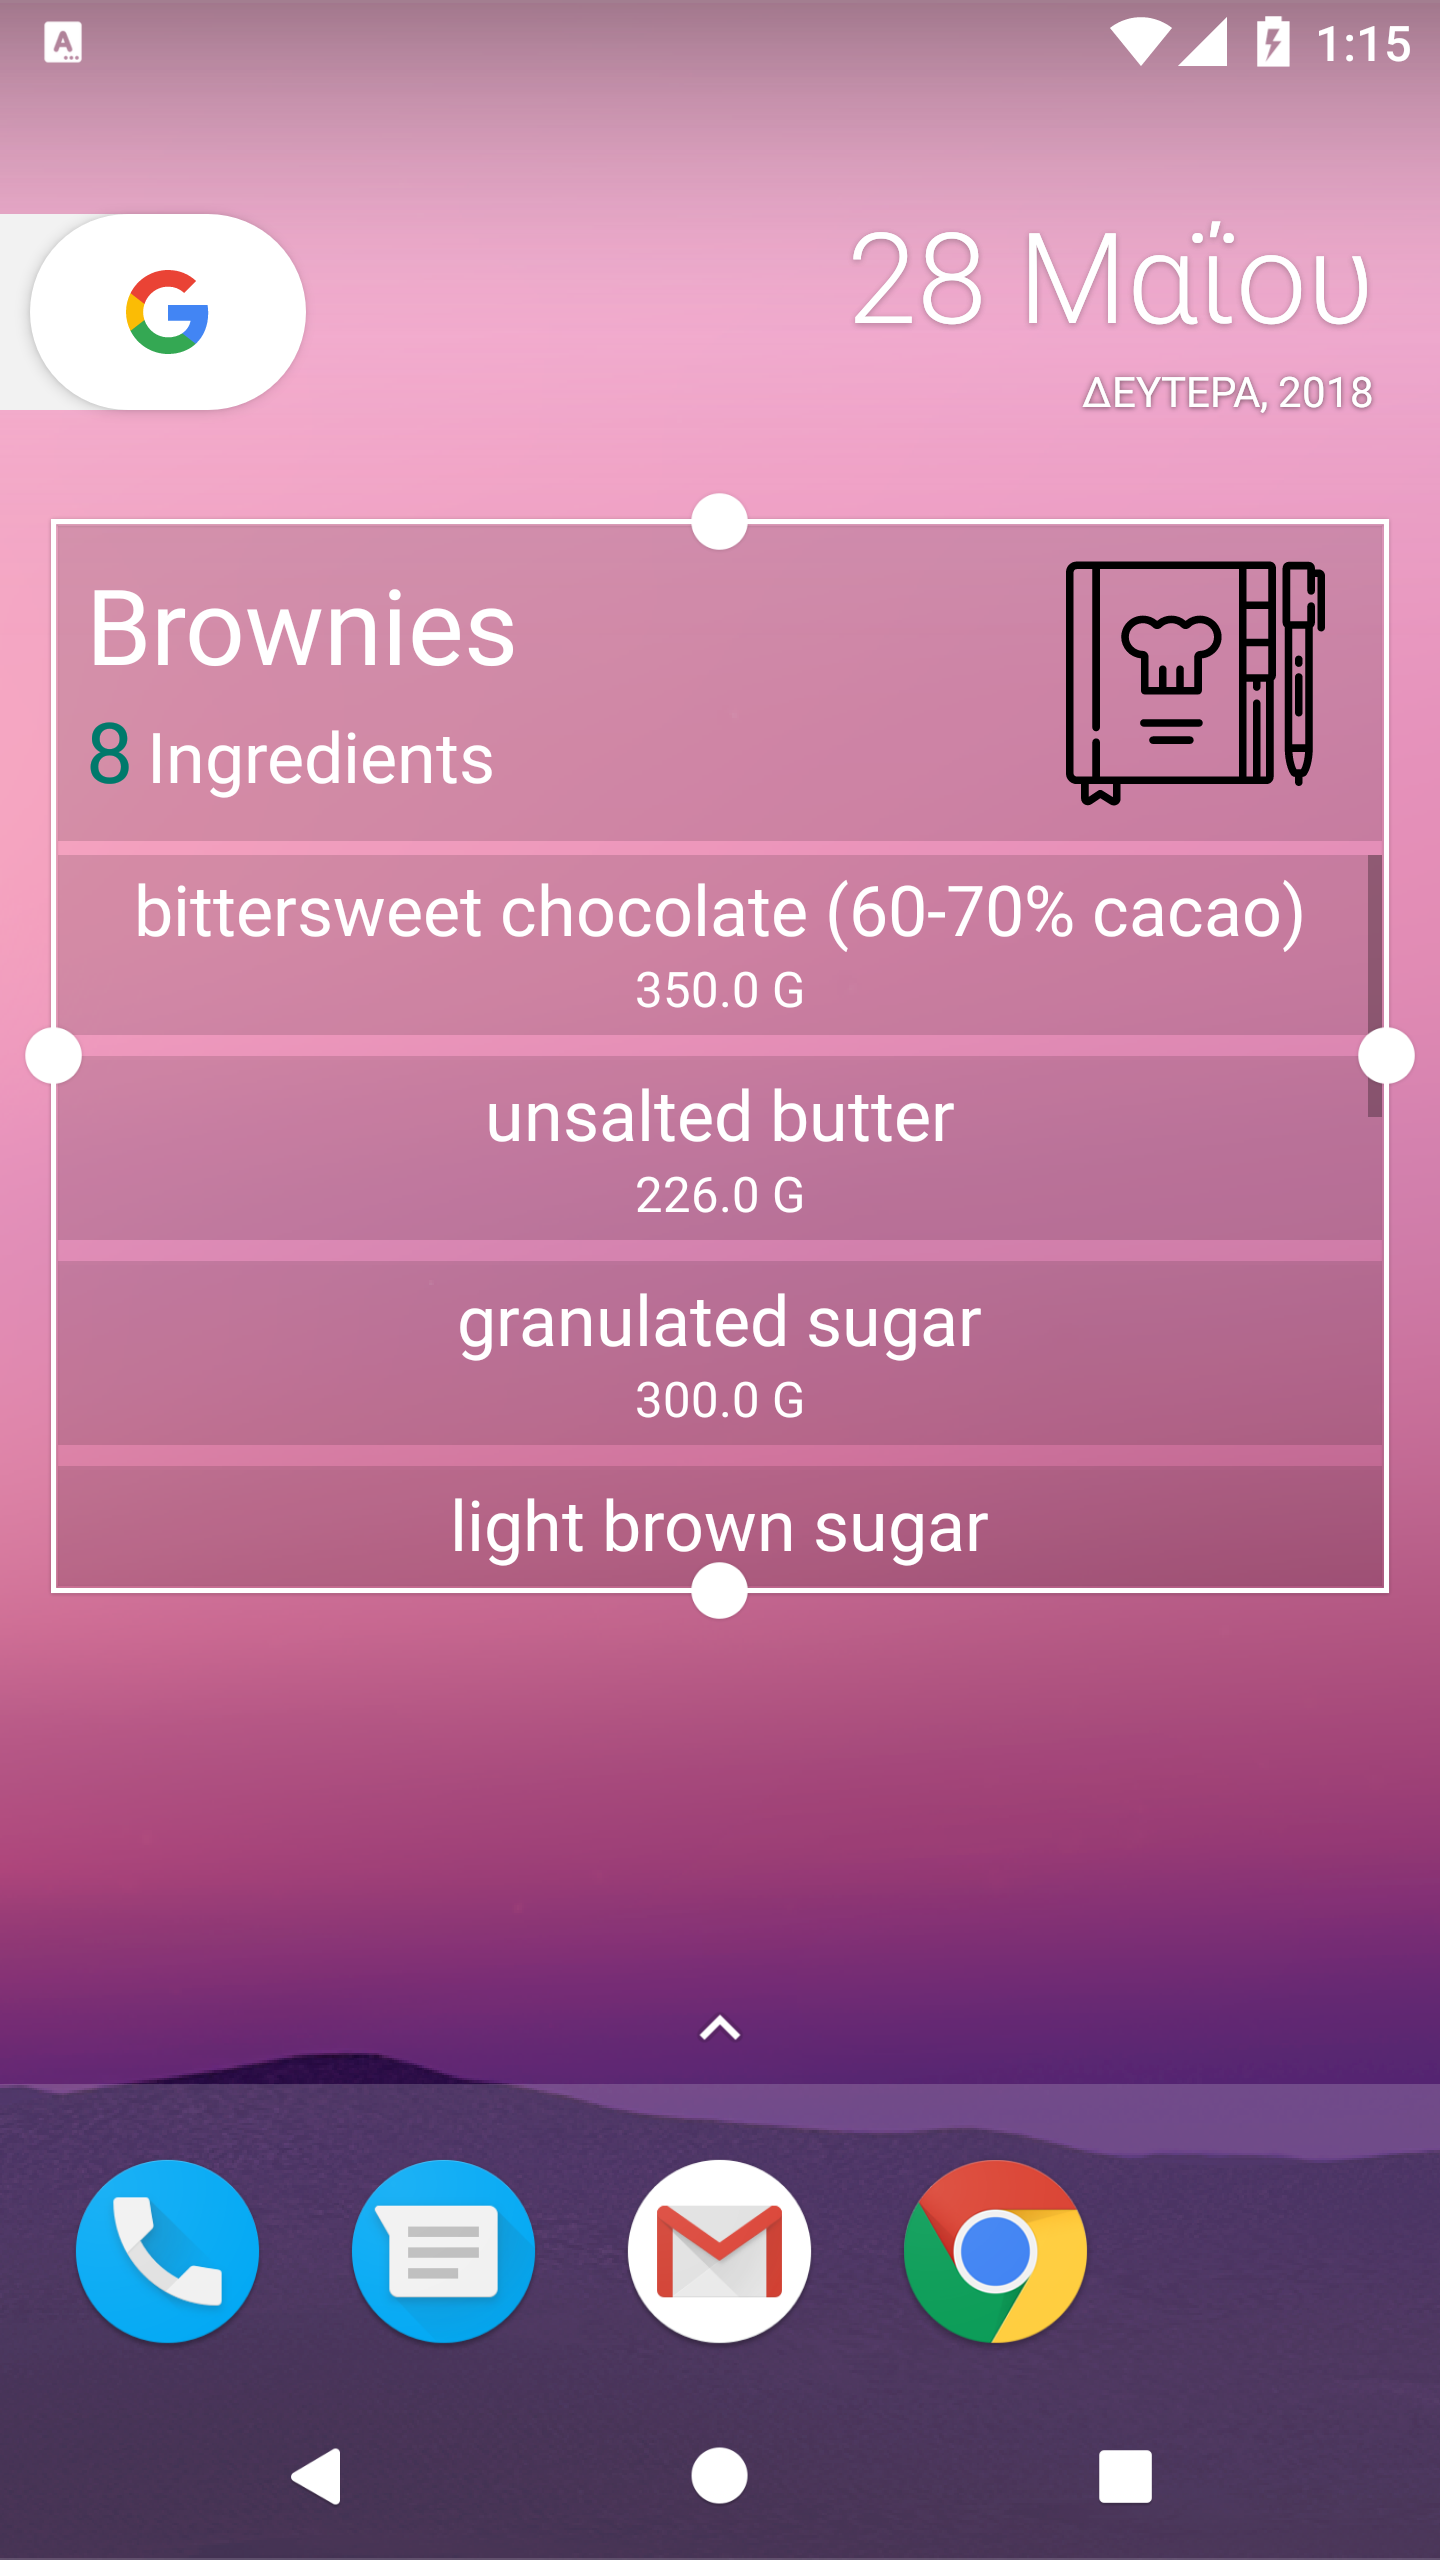 1:15
28 Μαΐου
ΔΕΥΤΕΡΑ, 2018
Brownies
8 Ingredients
bittersweet chocolate (60-70% cacao)
350.0 G
unsalted butter
226.0 G
granulated sugar
300.0 G
light brown sugar